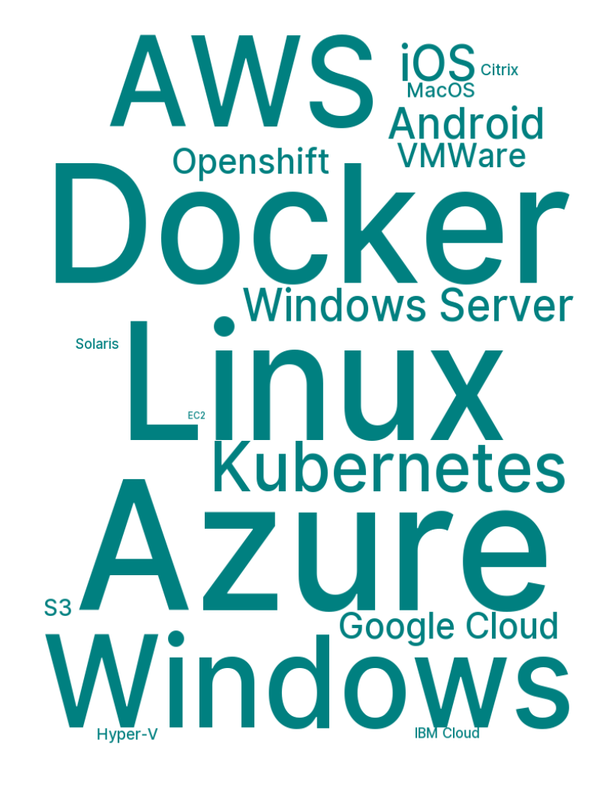 AWS
iOS
Citrix
MacOS
Android
Openshift
VMWare
Docker
Windows Server
Solaris
Linux
EC2
Kubernetes
Azure
S3
Google Cloud
Windows
Hyper-V
IBM Cloud